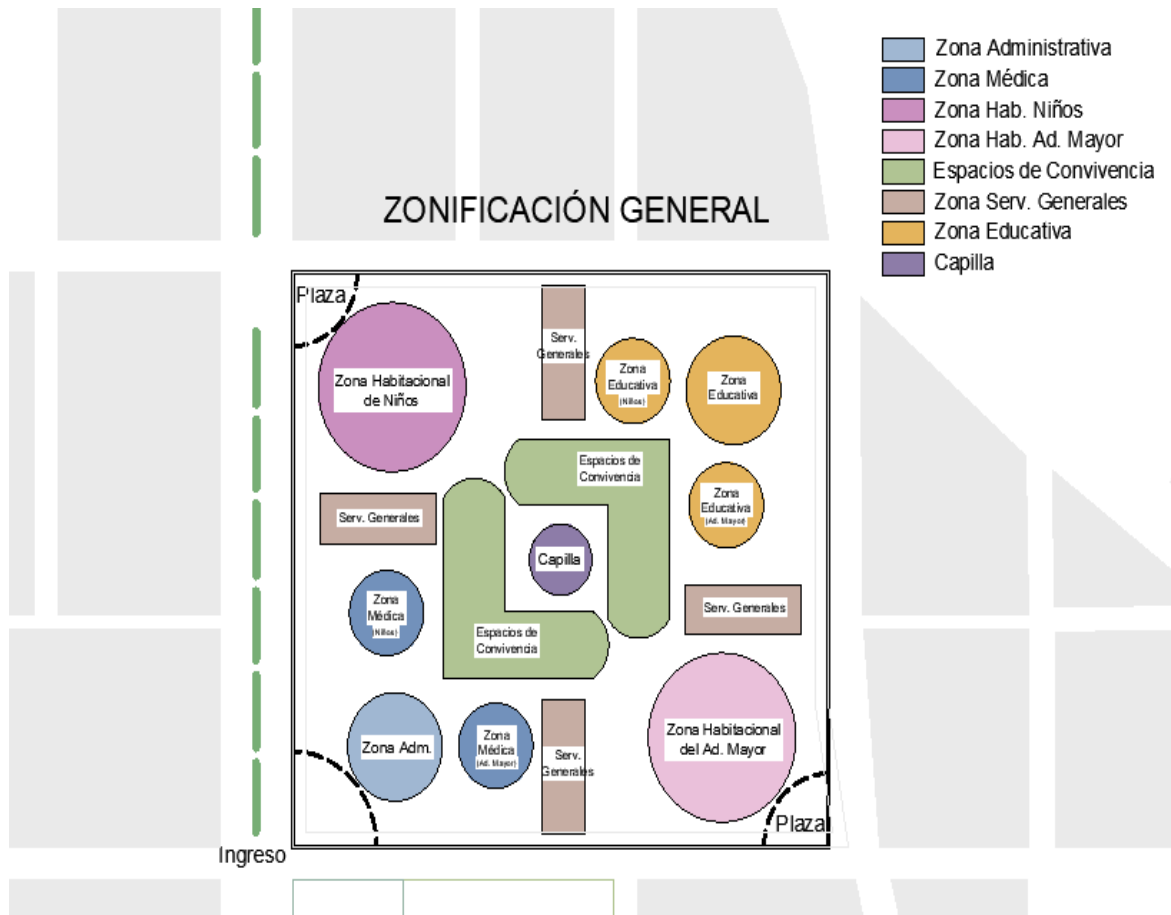 Zona Administrativa
Zona Médica
Zona Hab. Niños
Zona Hab. Ad. Mayor
Espacios de Convivencia
Zona Serv. Generales
Zona Educativa
Capilla
ZONIFICACIÓN GENERAL
Plaza
Zona Habitacional
de Niños
Serv.
Generales
Zona
Educativa
(Niños)
Zona
Educativa
Espacios de
Convivencia
Zona
Educativa
(Ad. Mayor)
Serv. Generales
Capilla
Zona
Médica
(Niños)
Serv. Generales
Espacios de
Convivencia
Zona Adm.
Zona
Médica
(Ad. Mayor)
Serv.
Generales
Zona Habitacional
del Ad. Mayor
Plaza
Ingreso